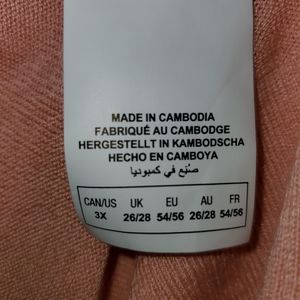 MADE IN CAMBODIA
FABRIQUÉ AU CAMBODGE
HERGESTELLT IN KAMBODSCHA
HECHO EN CAMBOYA
صُنع في كمبوديا
CAN/US UK EU AU FR
3X 26/28 54/56 26/28 54/56